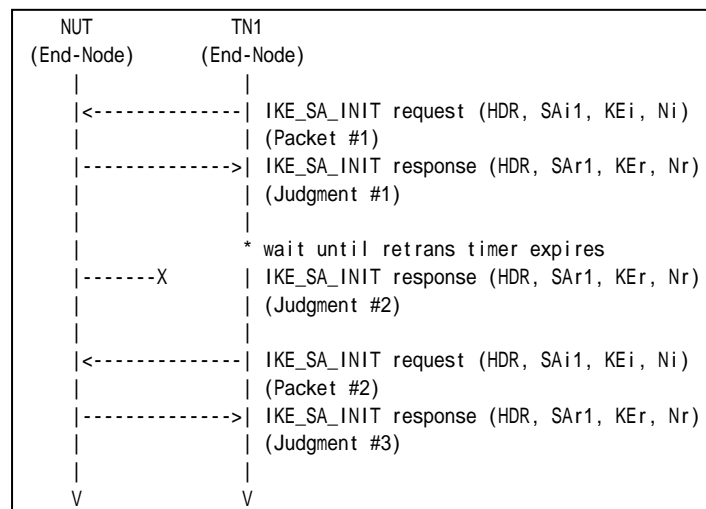 NUT TN1
(End-Node) (End-Node)
| |
|<--------------| IKE_SA_INIT request (HDR, SAi1, KEi, Ni)
| | (Packet #1)
|-------------->| IKE_SA_INIT response (HDR, SAr1, KEr, Nr)
| | (Judgment #1)
| |
| * wait until retrans timer expires
|-------X | IKE_SA_INIT response (HDR, SAr1, KEr, Nr)
| | (Judgment #2)
| |
|<--------------| IKE_SA_INIT request (HDR, SAi1, KEi, Ni)
| | (Packet #2)
|-------------->| IKE_SA_INIT response (HDR, SAr1, KEr, Nr)
| | (Judgment #3)
| |
V V